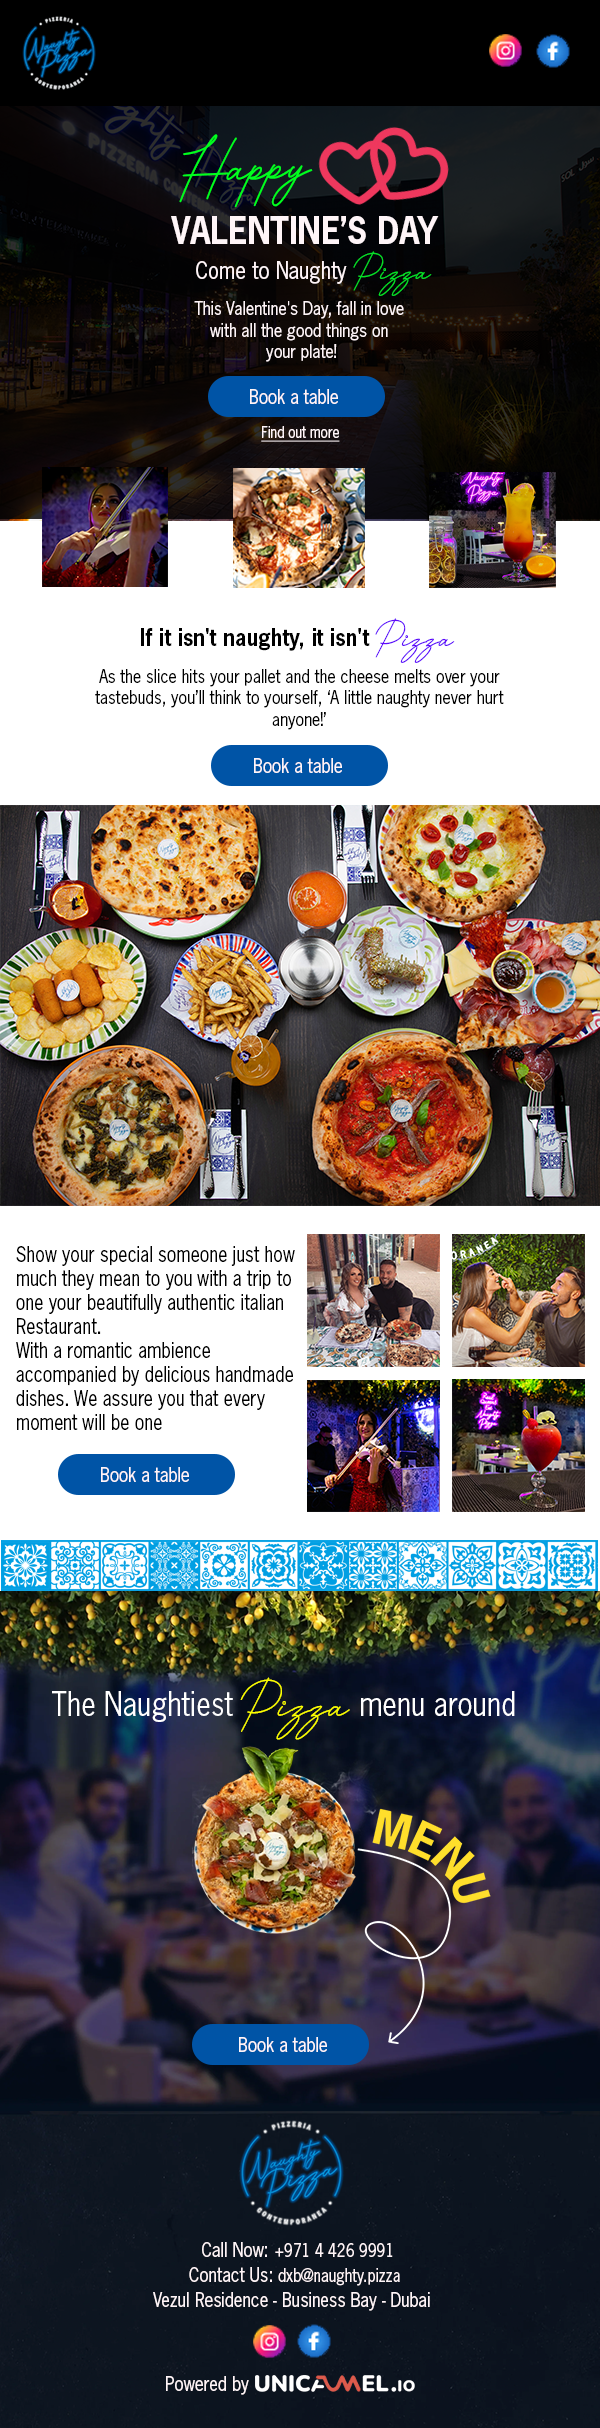 PIZZERIA
Naughty
Pizza
CONTEMPORANEA
Naughty
PIZZERIA
Happy
VALENTINE'S DAY
Come to Naughty Pizza
This Valentine's Day, fall in love
with all the good things on
your plate!
Book a table
Find out more
Naughty
Pizza
If it isn't naughty, it isn't Pizza
As the slice hits your pallet and the cheese melts over your
tastebuds, you'll think to yourself, ‘A little naughty never hurt
anyone!’
Book a table
Show your special someone just how
much they mean to you with a trip to
one your beautifully authentic italian
Restaurant.
With a romantic ambience
accompanied by delicious handmade
dishes. We assure you that every
moment will be one
Book a table
The Naughtiest Pizza menu around
MENU
Book a table
PIZZERIA
Naughty
Pizza
CONTEMPORANEA
Call Now: +971 4 426 9991
Contact Us: dxb@naughty.pizza
Vezul Residence - Business Bay - Dubai
Powered by UNICAMEL.io